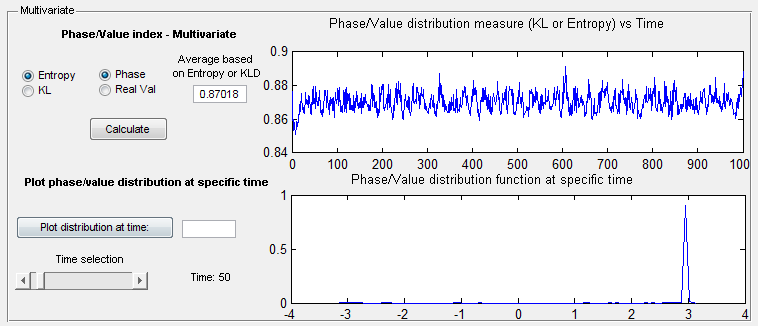 Multivariate
Phase/Value index - Multivariate
Entropy
KL
Phase
Real Val
Average based
on Entropy or KLD
0.87018
Calculate
Phase/Value distribution measure (KL or Entropy) vs Time
0.9
0.88
0.86
0.84
0 100 200 300 400 500 600 700 800 900 1000
Plot phase/value distribution at specific time
Plot distribution at time:
Time selection
Time: 50
Phase/Value distribution function at specific time
1
0.5
0
-4 -3 -2 -1 0 1 2 3 4